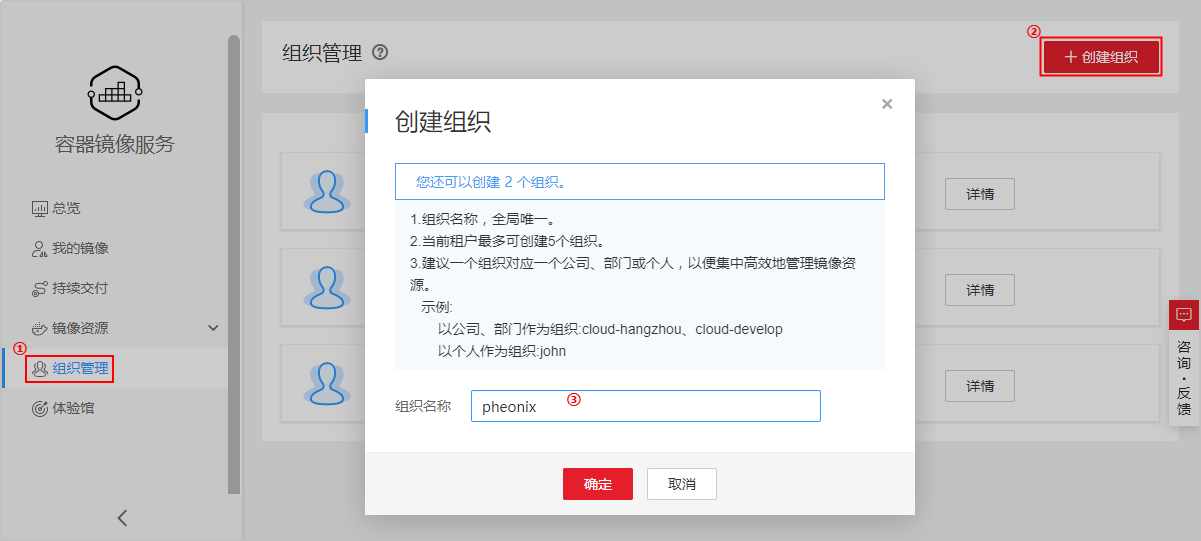 容器镜像服务
总览
我的镜像
持续交付
镜像资源
①
组织管理
体验馆
组织管理 ?
②
+ 创建组织
创建组织
×
您还可以创建 2 个组织。
1.组织名称，全局唯一。
2.当前租户最多可创建5个组织。
3.建议一个组织对应一个公司、部门或个人，以便集中高效地管理镜像资
源。
示例:
以公司、部门作为组织:cloud-hangzhou、cloud-develop
以个人作为组织:john
组织名称
pheonix
③
确定
取消
详情
详情
详情
咨
询
·
反
馈